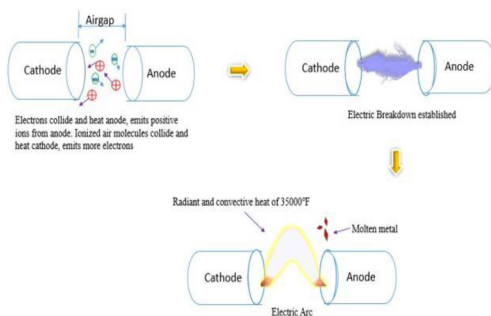 Airgap
Cathode
Anode
Electrons collide and heat anode, emits positive
ions from anode. Ionized air molecules collide and
heat cathode, emits more electrons
Cathode
Anode
Electric Breakdown established
Radiant and convective heat of 35000°F
Molten metal
Cathode
Anode
Electric Arc